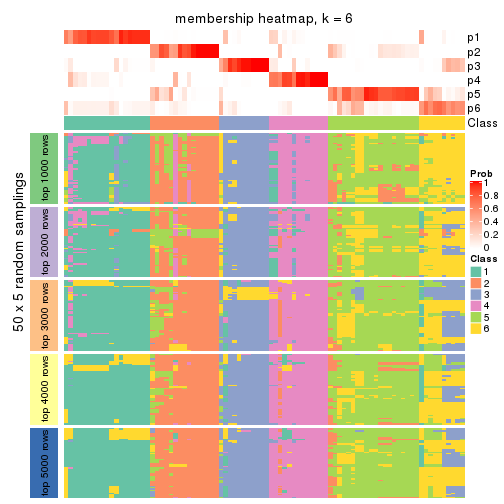 membership heatmap, k = 6
p1
p2
p3
p4
p5
p6
Class
50 x 5 random samplings
top 1000 rows
top 2000 rows
top 3000 rows
top 4000 rows
top 5000 rows
Prob
1
0.8
0.6
0.4
0.2
0
Class
1
2
3
4
5
6